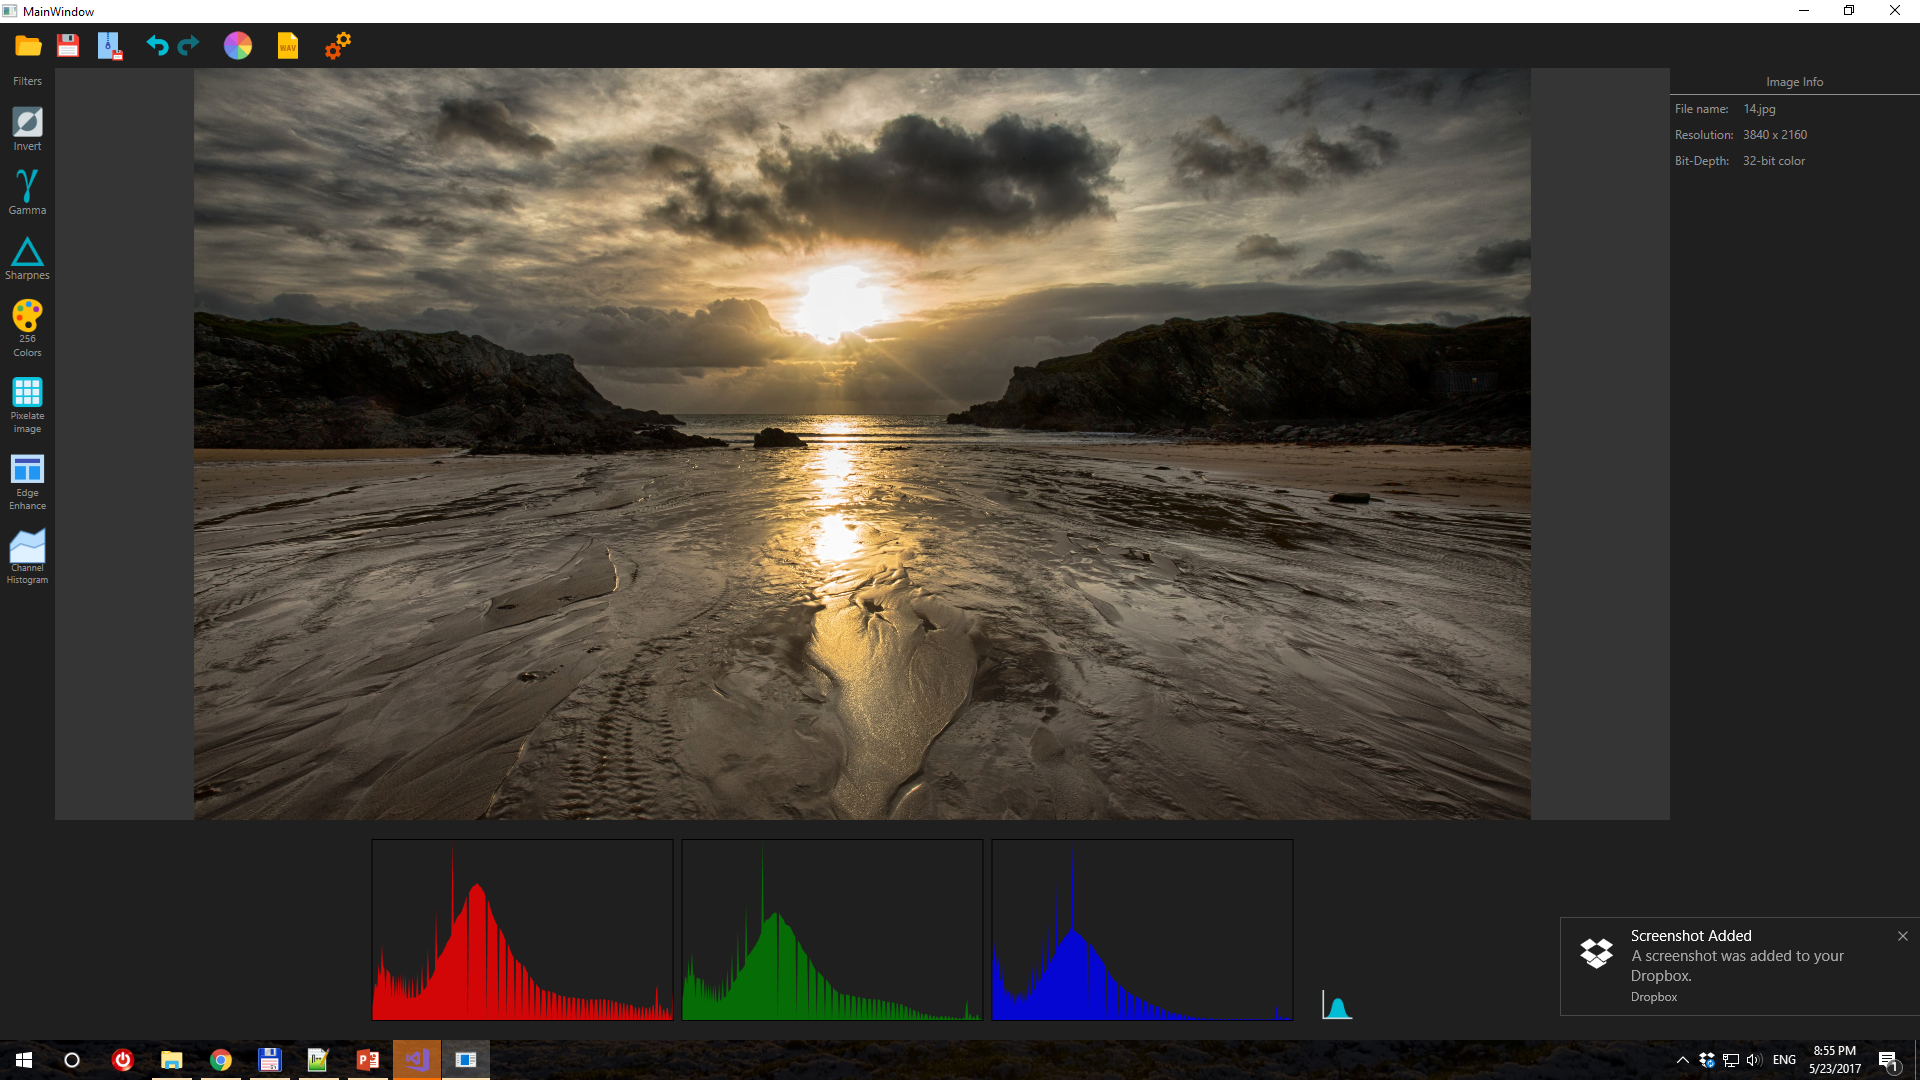 MainWindow
WAV
Filters
Invert
Gamma
Sharpnes
256
Colors
Pixelate
image
Edge
Enhance
Channel
Histogram
Image Info
File name: 14.jpg
Resolution: 3840 x 2160
Bit-Depth: 32-bit color
Screenshot Added
A screenshot was added to your
Dropbox.
Dropbox
ENG
8:55 PM
5/23/2017
1